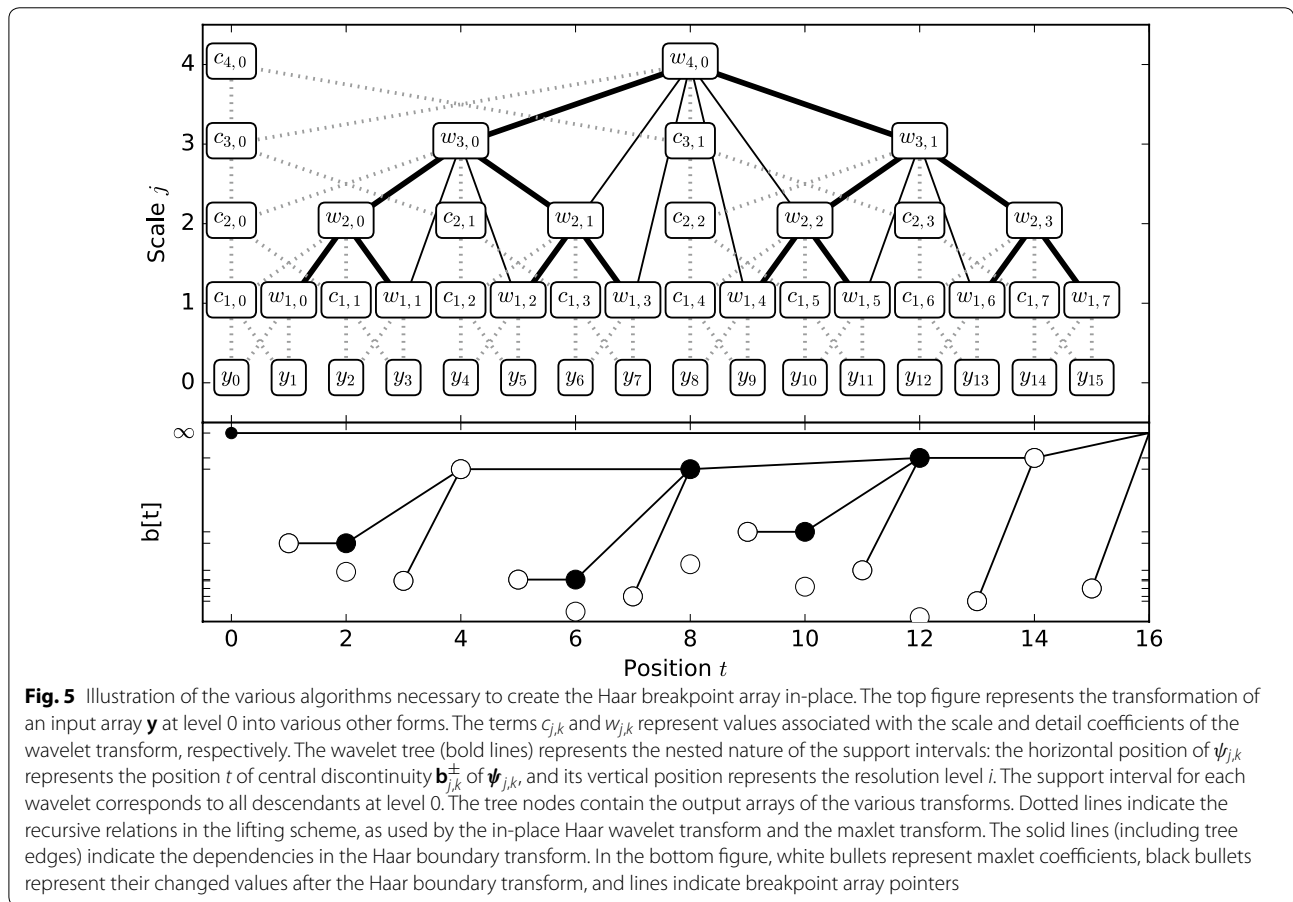 4
c4,0
w4,0
3
c3,0
w3,0
c3,1
w3,1
Scale j
2
c2,0
w2,0
c2,1
w2,1
c2,2
w2,2
c2,3
w2,3
1
c1,0 w1,0 c1,1 w1,1 c1,2 w1,2 c1,3 w1,3 c1,4 w1,4 c1,5 w1,5 c1,6 w1,6 c1,7 w1,7
0
y0 y1 y2 y3 y4 y5 y6 y7 y8 y9 y10 y11 y12 y13 y14 y15
∞
b[t]
0 2 4 6 8 10 12 14 16
Position t
Fig. 5 Illustration of the various algorithms necessary to create the Haar breakpoint array in-place. The top figure represents the transformation of
an input array y at level 0 into various other forms. The terms cj,k and wj,k represent values associated with the scale and detail coefficients of the
wavelet transform, respectively. The wavelet tree (bold lines) represents the nested nature of the support intervals: the horizontal position of ψj,k
represents the position t of central discontinuity b±j,k of ψj,k, and its vertical position represents the resolution level i. The support interval for each
wavelet corresponds to all descendants at level 0. The tree nodes contain the output arrays of the various transforms. Dotted lines indicate the
recursive relations in the lifting scheme, as used by the in-place Haar wavelet transform and the maxlet transform. The solid lines (including tree
edges) indicate the dependencies in the Haar boundary transform. In the bottom figure, white bullets represent maxlet coefficients, black bullets
represent their changed values after the Haar boundary transform, and lines indicate breakpoint array pointers